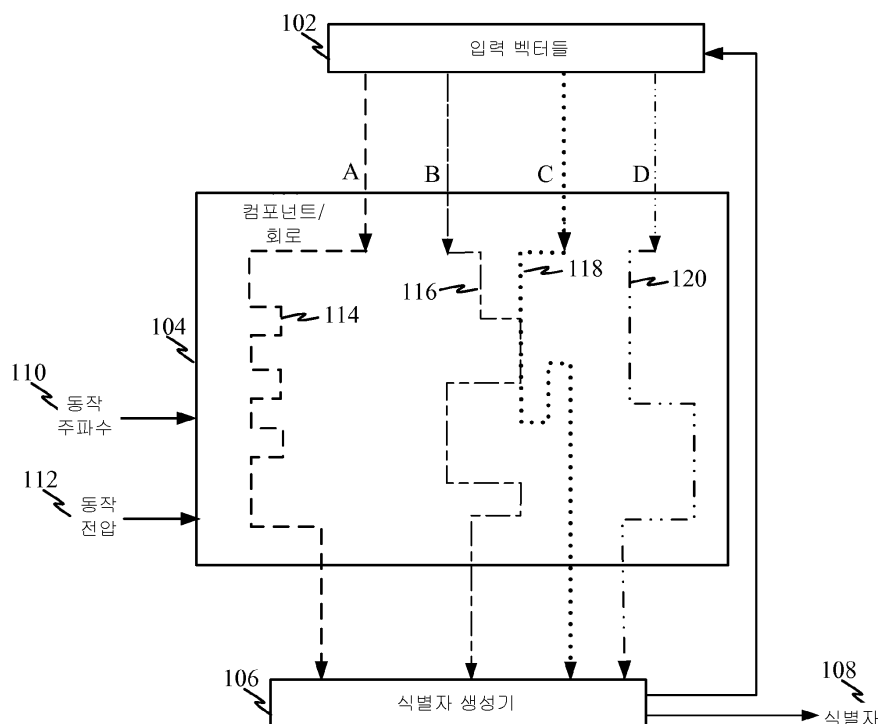 102
입력 벡터들
A
B
C
D
컴포넌트/
회로
118
120
116
114
104
110
동작
주파수
112
동작
전압
106
식별자 생성기
108
식별자